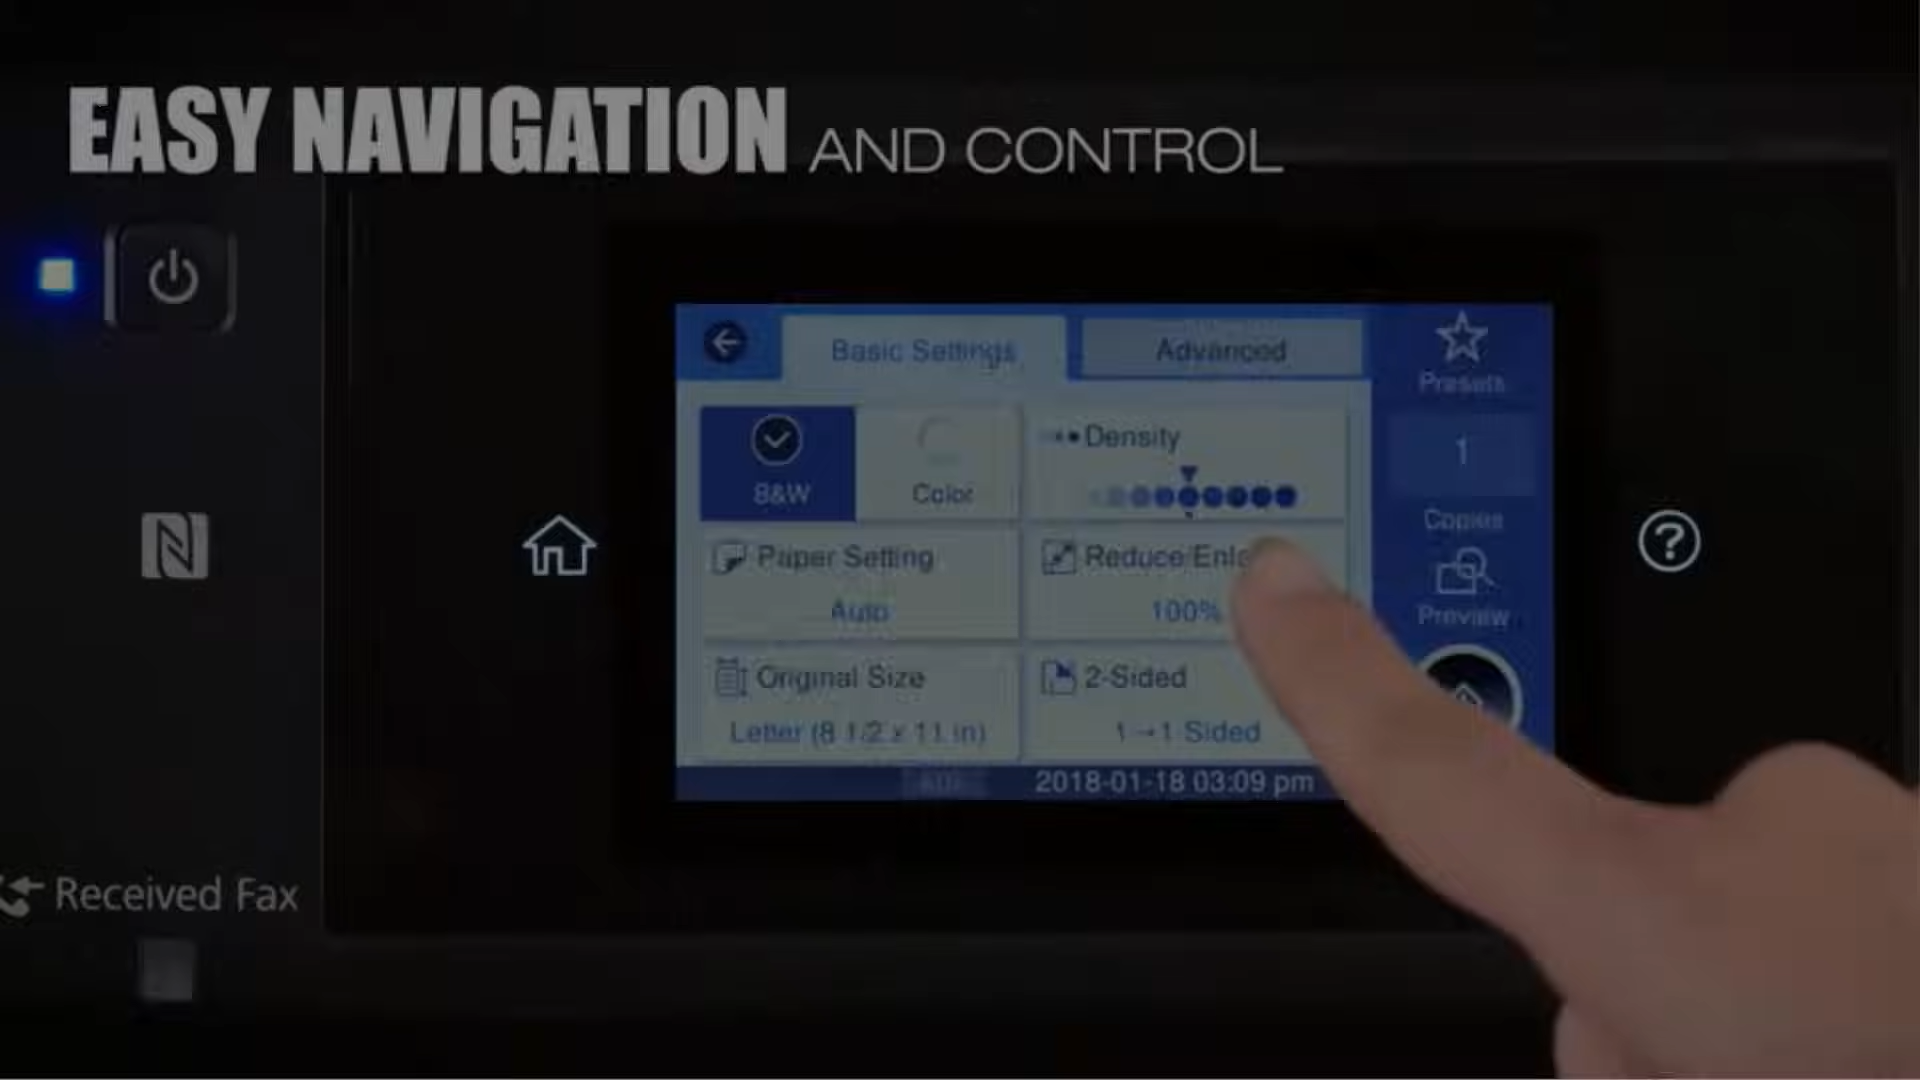 EASY NAVIGATION AND CONTROL
Basic Settings
Advanced
Presets
B&W
Color
Density
1
Copies
Paper Setting
Auto
Reduce/Enla
100%
Preview
Original Size
Letter (8 1/2 x 11 in)
2-Sided
1→1 Sided
2018-01-18 03:09 pm
Received Fax